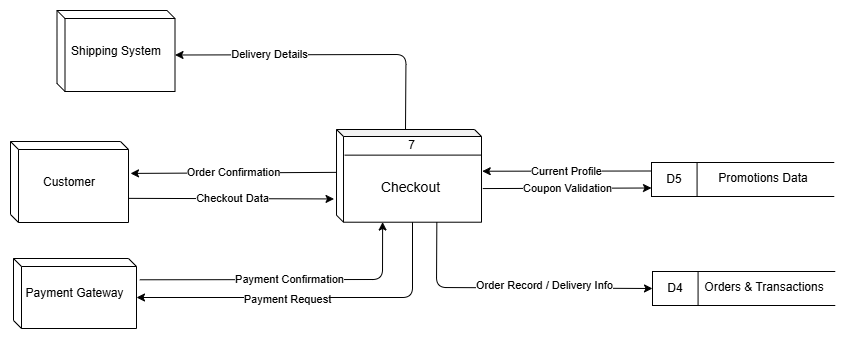 Shipping System
Delivery Details
7
Checkout
Customer
Order Confirmation
Checkout Data
Current Profile
Coupon Validation
D5
Promotions Data
Payment Gateway
Payment Confirmation
Payment Request
Order Record / Delivery Info
D4
Orders & Transactions